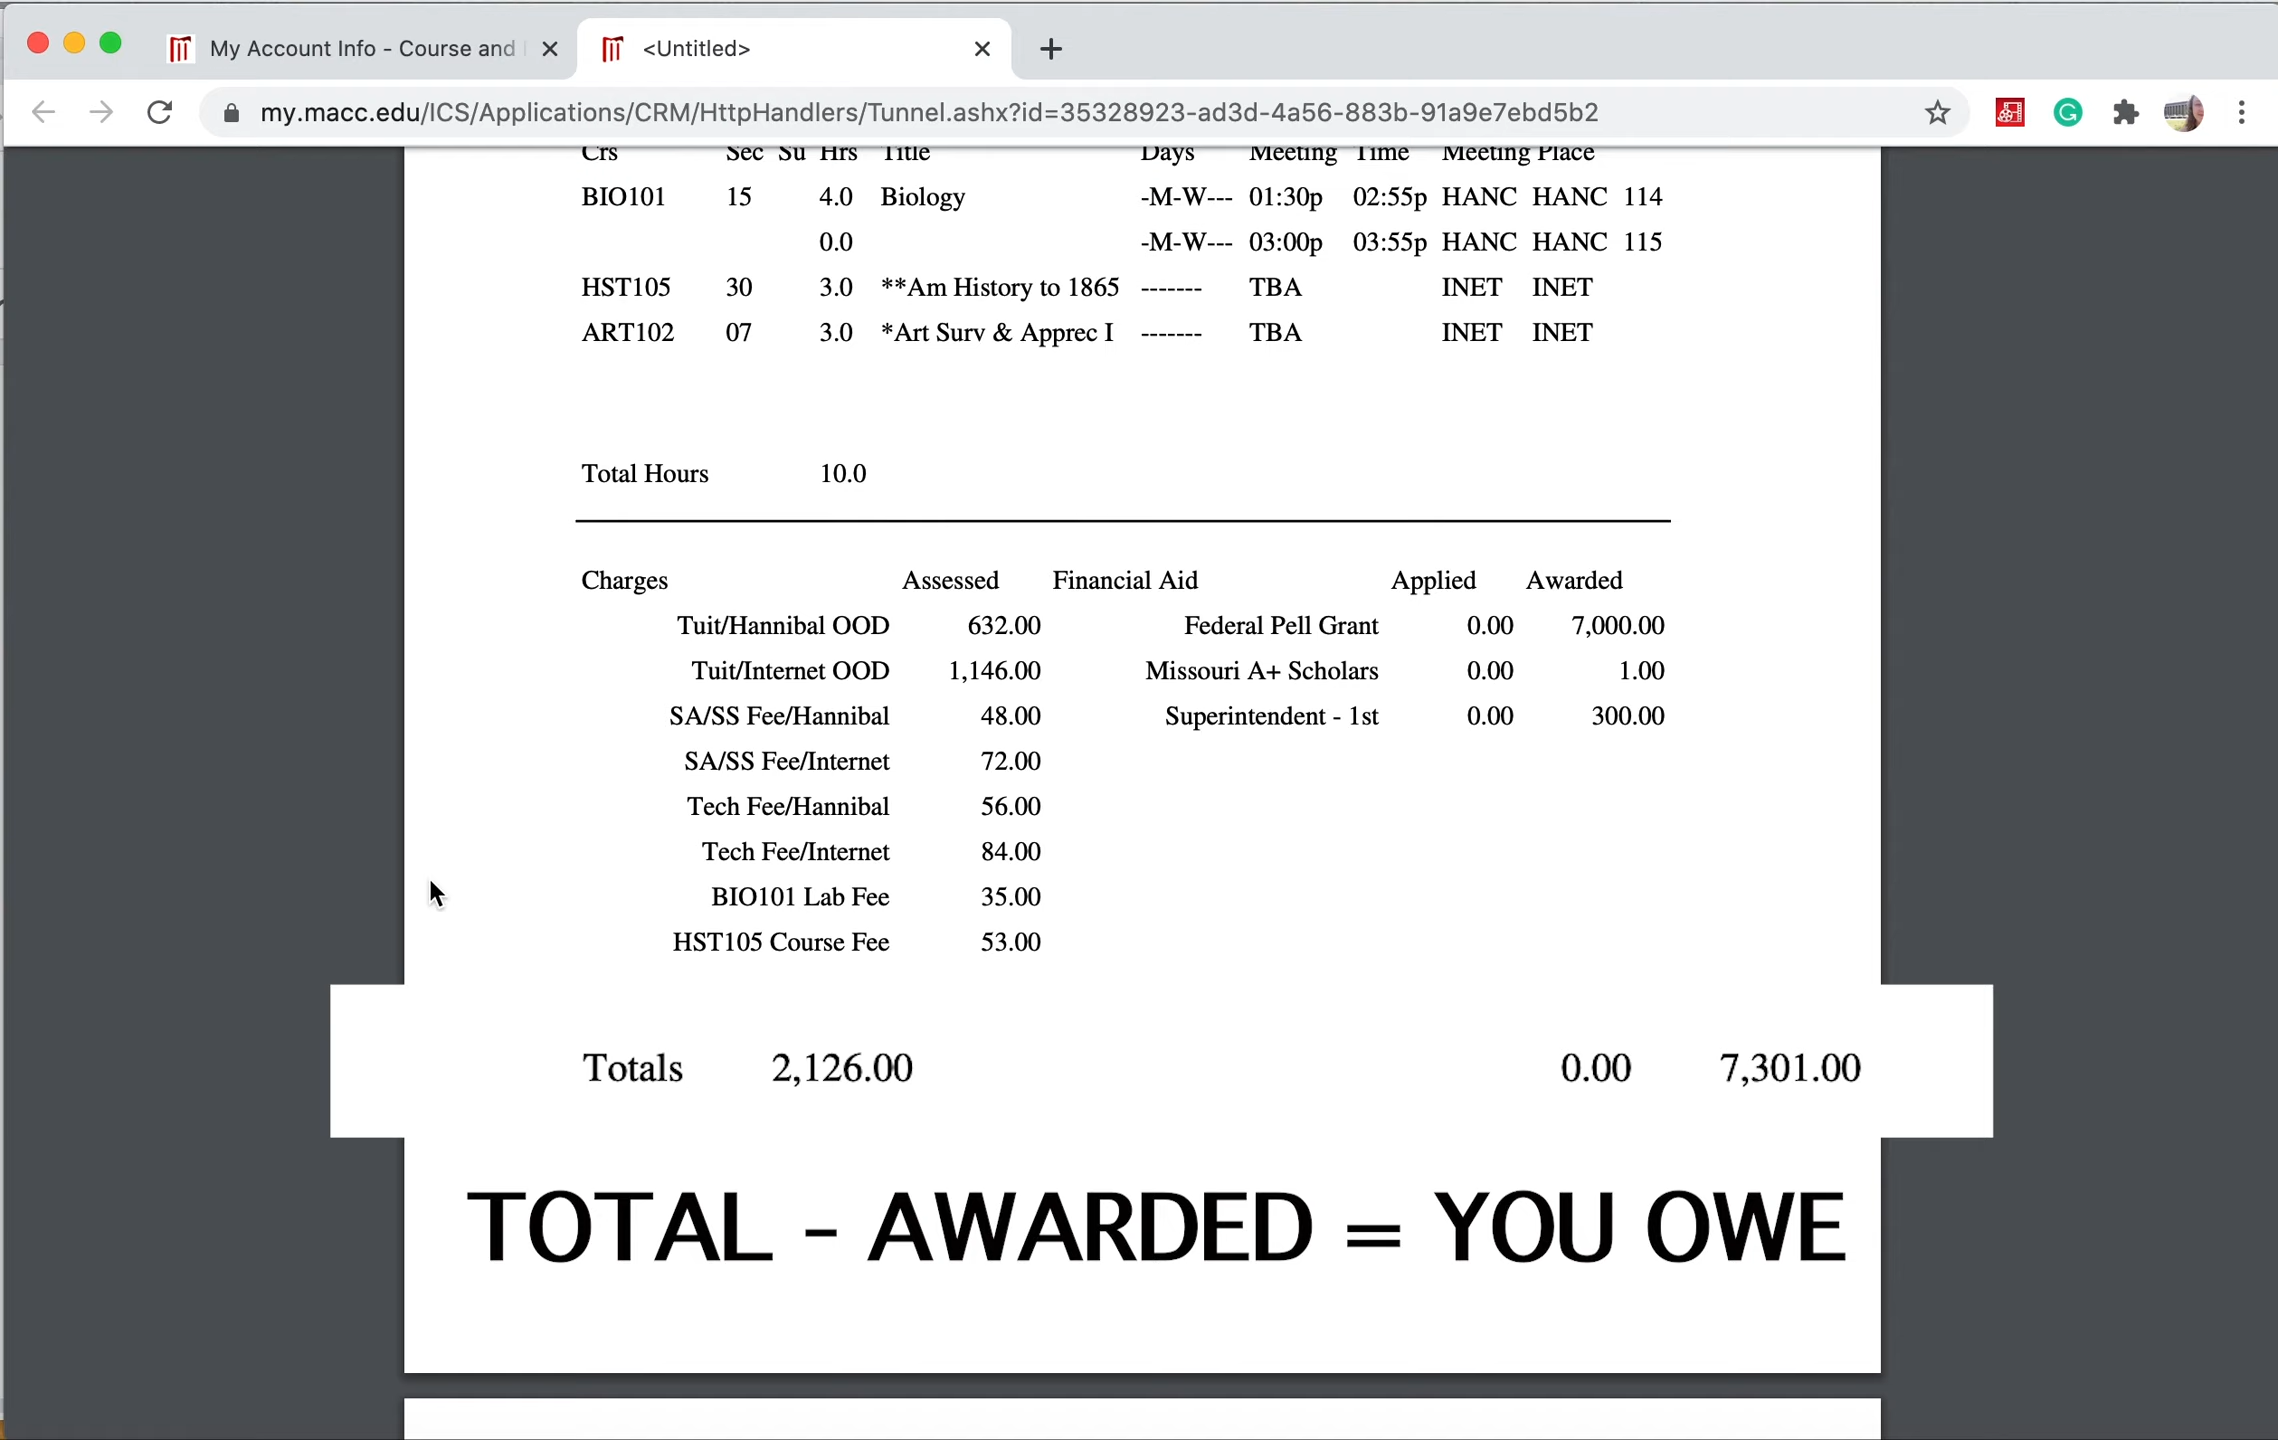 My Account Info - Course and
<Untitled>
my.macc.edu/ICS/Applications/CRM/HttpHandlers/Tunnel.ashx?id=35328923-ad3d-4a56-883b-91a9e7ebd5b2
Crs Sec Su Hrs Title Days Meeting Time Meeting Place
BIO101 15 4.0 Biology -M-W--- 01:30p 02:55p HANC HANC 114
0.0 -M-W--- 03:00p 03:55p HANC HANC 115
HST105 30 3.0 **Am History to 1865 ------- TBA INET INET
ART102 07 3.0 *Art Surv & Apprec I ------- TBA INET INET
Total Hours 10.0
Charges Assessed Financial Aid Applied Awarded
Tuit/Hannibal OOD 632.00 Federal Pell Grant 0.00 7,000.00
Tuit/Internet OOD 1,146.00 Missouri A+ Scholars 0.00 1.00
SA/SS Fee/Hannibal 48.00 Superintendent - 1st 0.00 300.00
SA/SS Fee/Internet 72.00
Tech Fee/Hannibal 56.00
Tech Fee/Internet 84.00
BIO101 Lab Fee 35.00
HST105 Course Fee 53.00
Totals 2,126.00 0.00 7,301.00
TOTAL - AWARDED = YOU OWE